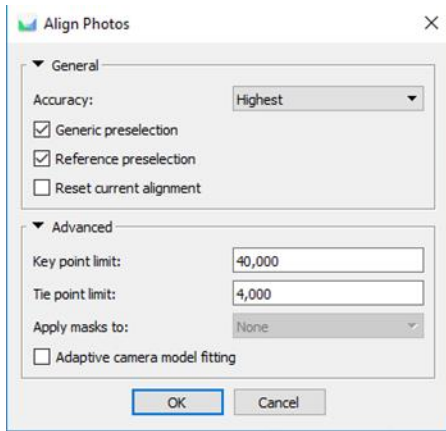 Align Photos
General
Accuracy: Highest
Generic preselection
Reference preselection
Reset current alignment
Advanced
Key point limit: 40,000
Tie point limit: 4,000
Apply masks to: None
Adaptive camera model fitting
OK Cancel